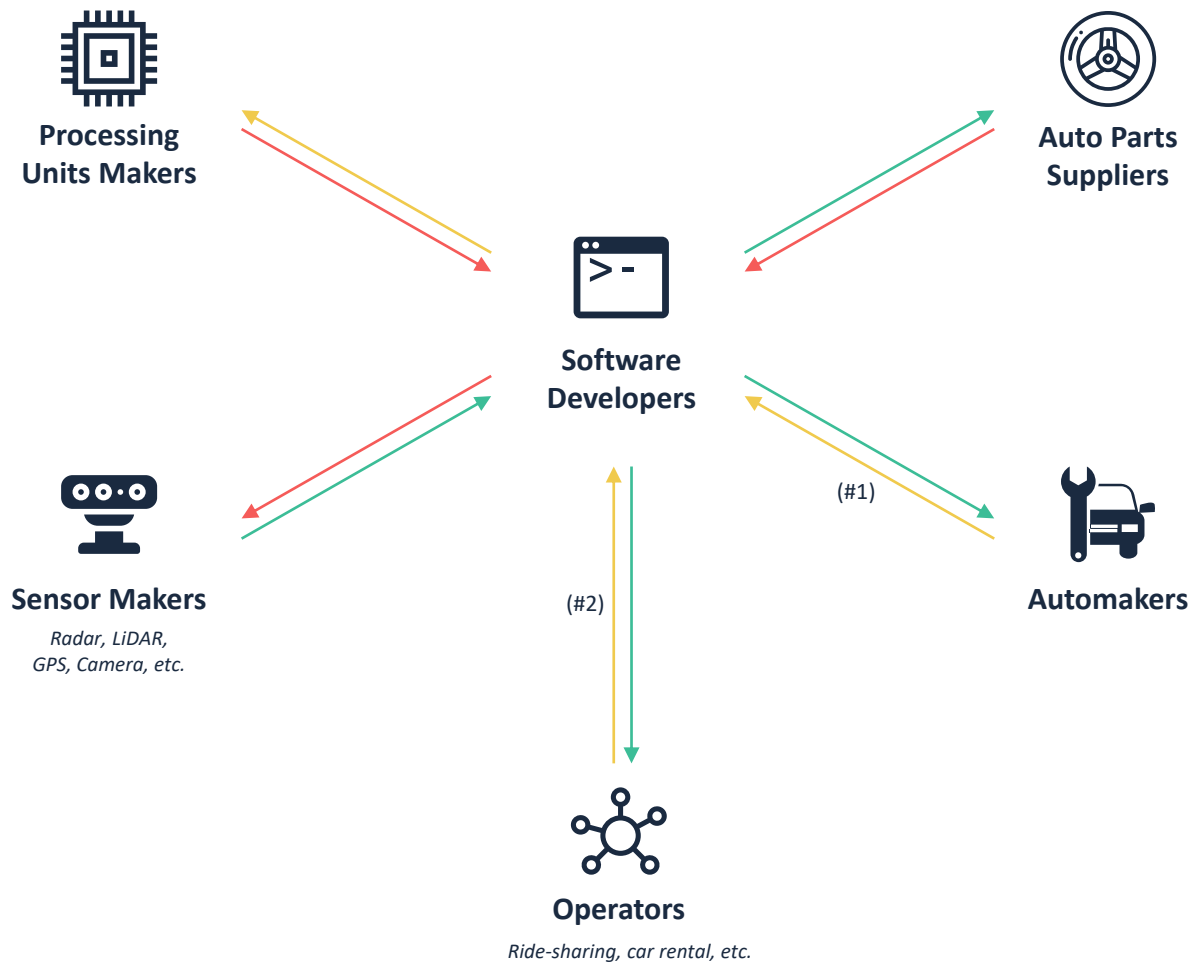 Processing
Units Makers
Auto Parts
Suppliers
>-
Software
Developers
(#1)
Sensor Makers
Radar, LiDAR,
GPS, Camera, etc.
(#2)
Automakers
Operators
Ride-sharing, car rental, etc.